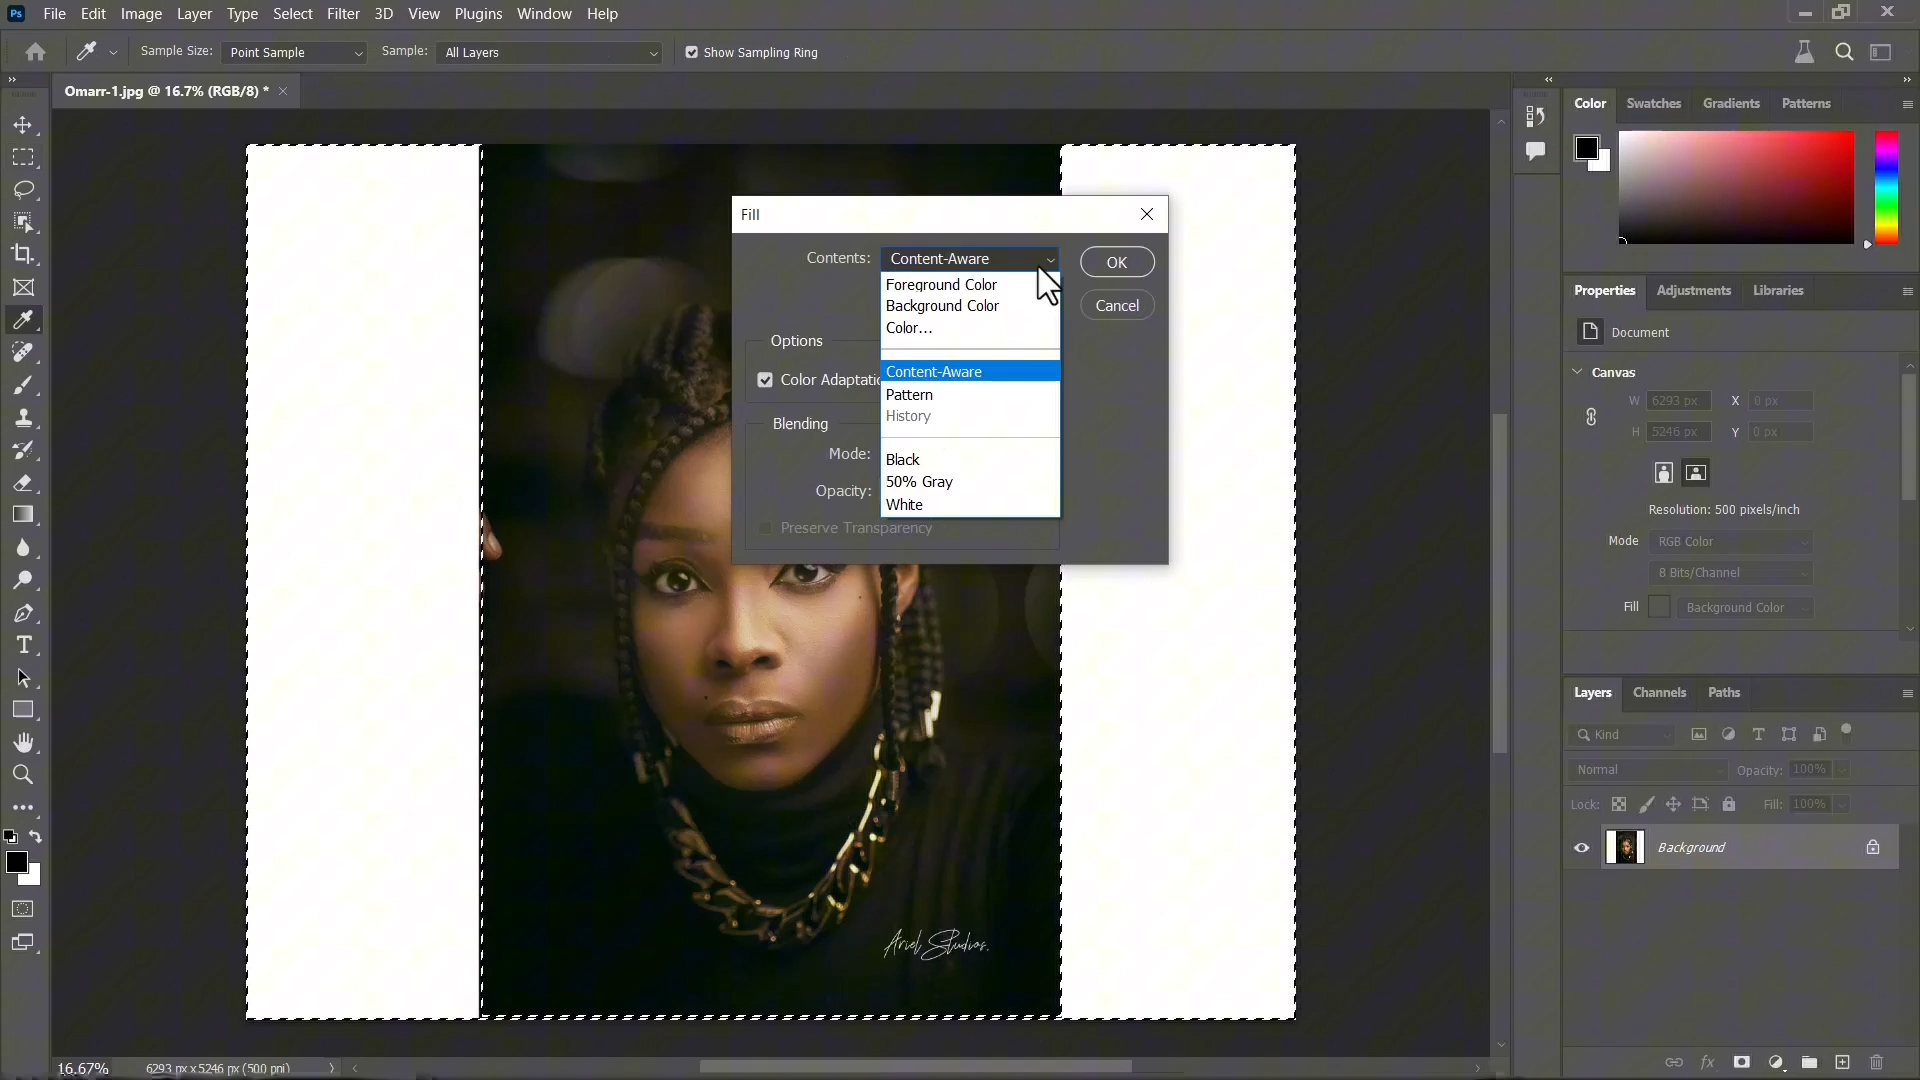 Ps File Edit Image Layer Type Select Filter 3D View Plugins Window Help
Sample Size: Point Sample Sample: All Layers Show Sampling Ring
Omarr-1.jpg @ 16.7% (RGB/8) *
Color Swatches Gradients Patterns
Fill
Contents: Content-Aware OK
Foreground Color
Background Color Cancel
Color...
Options
Content-Aware
Color Adaptatio
Pattern
History
Blending
Mode:
Black
50% Gray
Opacity:
White
Preserve Transparency
Ariel Studios.
Properties Adjustments Libraries
Document
Canvas
W 6293 px X 0 px
H 5246 px Y 0 px
Resolution: 500 pixels/inch
Mode RGB Color
8 Bits/Channel
Fill Background Color
Layers Channels Paths
Kind
Normal Opacity: 100%
Lock: Fill: 100%
Background
fx
16.67% 6293 px x 5246 px (500 ppi)